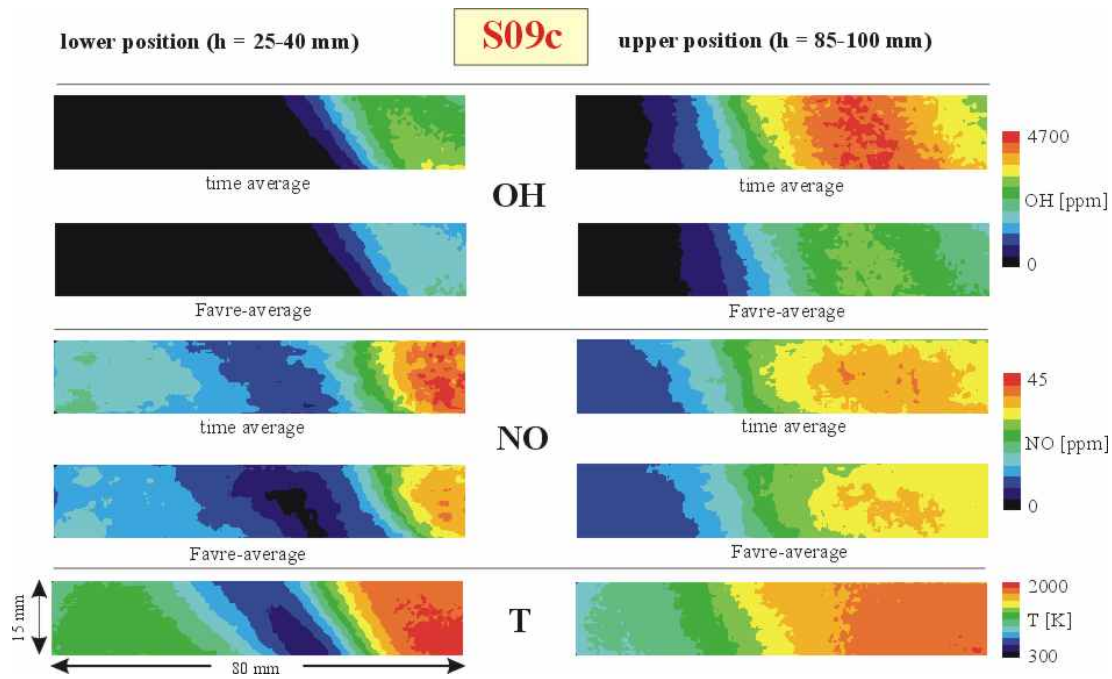 lower position (h = 25-40 mm)
S09c
upper position (h = 85-100 mm)
time average
time average
4700
OH [ppm]
0
OH
Favre-average
Favre-average
time average
time average
45
NO [ppm]
0
NO
Favre-average
Favre-average
15 mm
T
2000
T [K]
300
80 mm